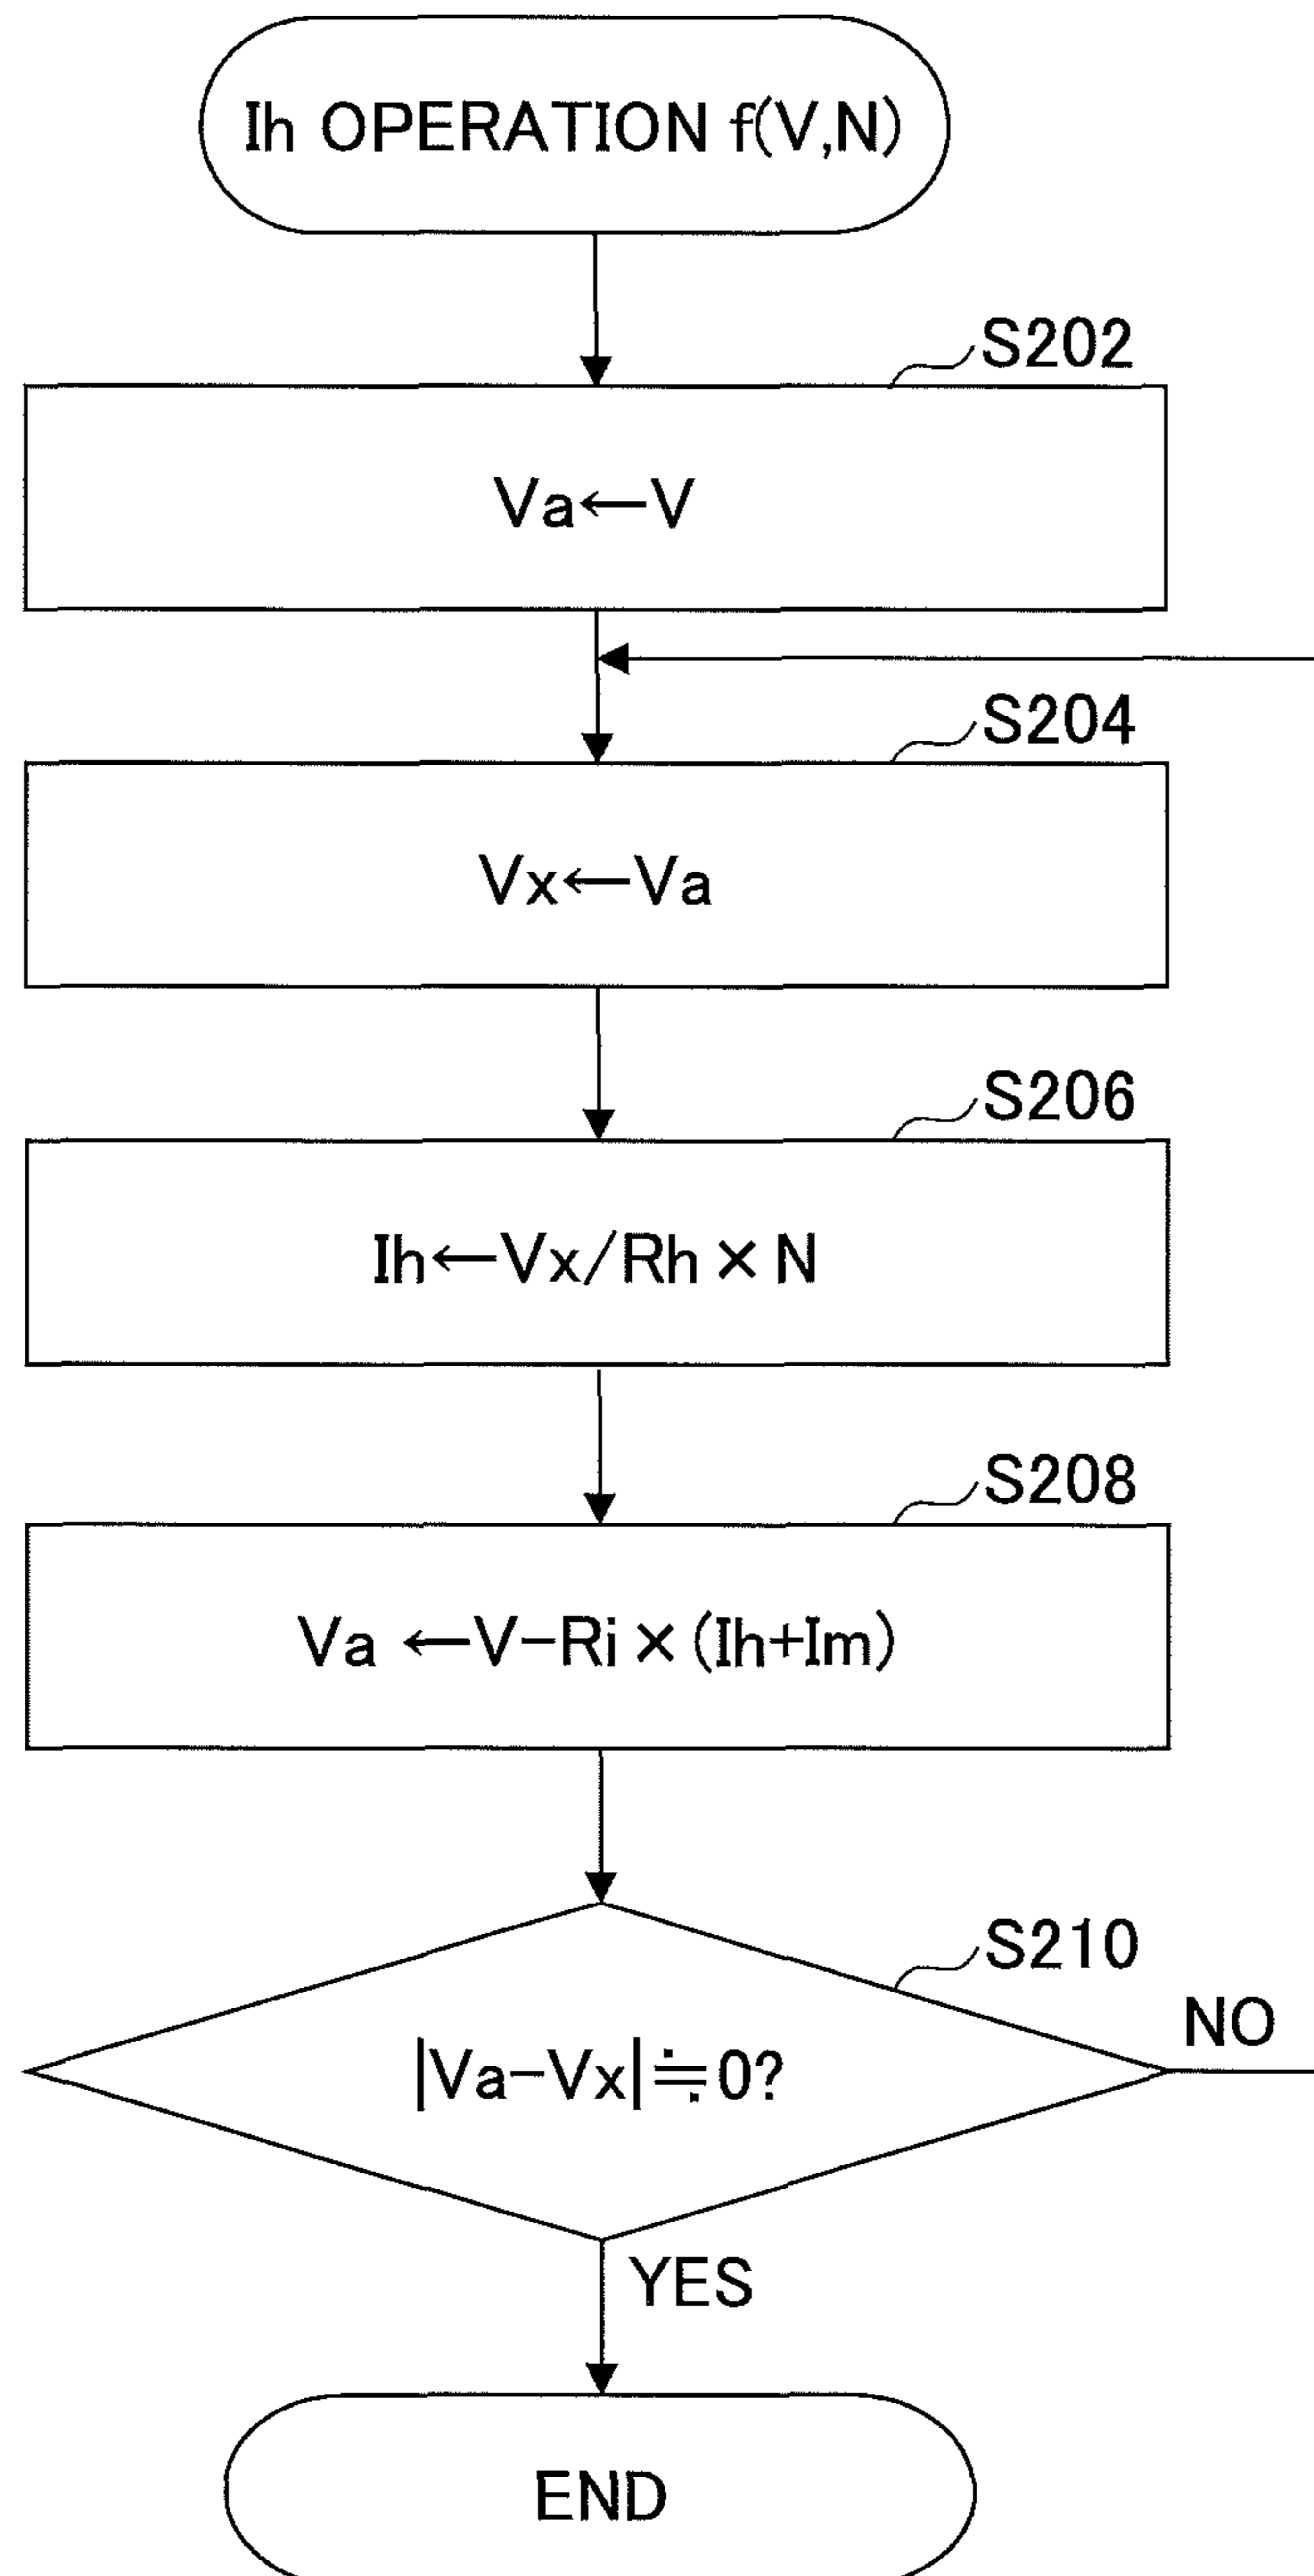 Ih OPERATION f(V,N)
S202
Va←V
S204
Vx←Va
S206
Ih←Vx/Rh×N
S208
Va ←V−Ri×(Ih+Im)
S210
|Va−Vx|≒0?
NO
YES
END